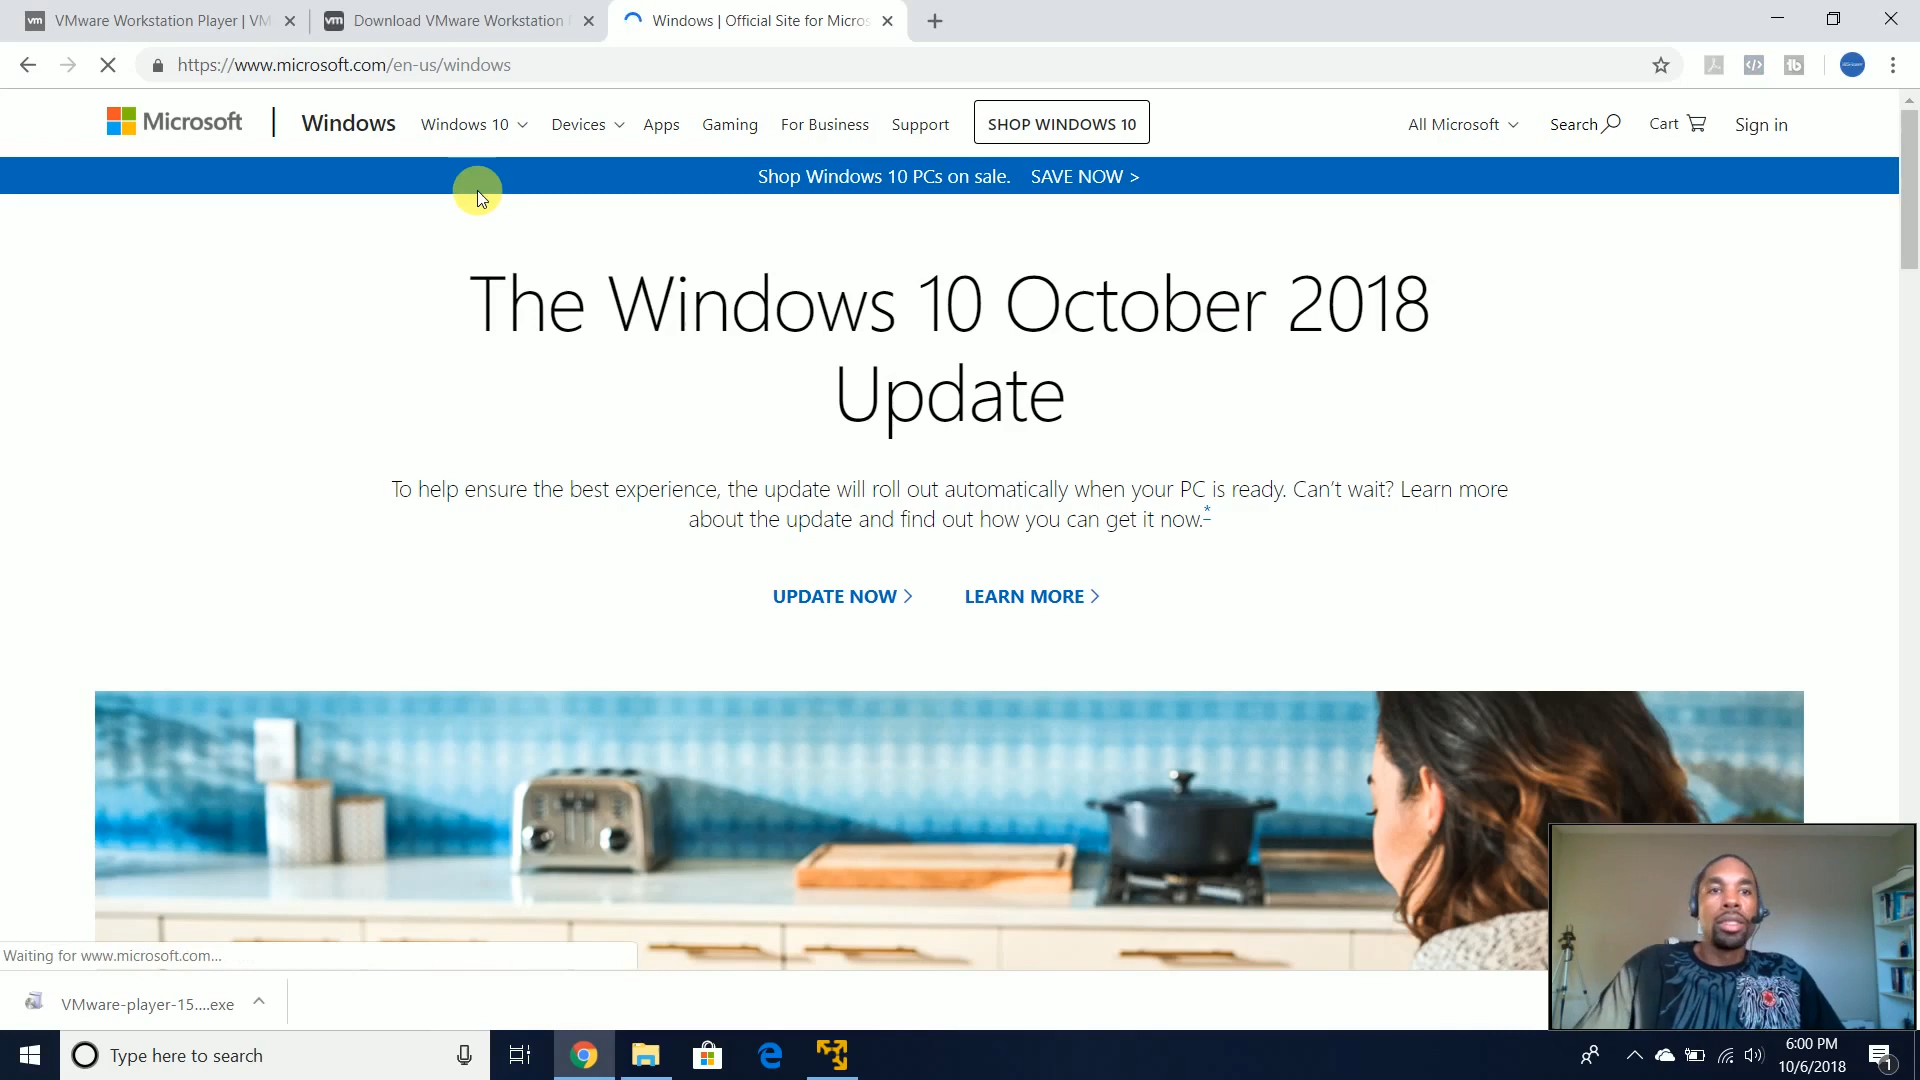 VMware Workstation Player | VM
Download VMware Workstation
Windows | Official Site for Micros
https://www.microsoft.com/en-us/windows
Microsoft
Windows
Windows 10
Devices
Apps
Gaming
For Business
Support
SHOP WINDOWS 10
All Microsoft
Search
Cart
Sign in
Shop Windows 10 PCs on sale. SAVE NOW >
The Windows 10 October 2018
Update
To help ensure the best experience, the update will roll out automatically when your PC is ready. Can't wait? Learn more
about the update and find out how you can get it now.*
UPDATE NOW >
LEARN MORE >
Waiting for www.microsoft.com...
VMware-player-15....exe
Type here to search
6:00 PM
10/6/2018
1